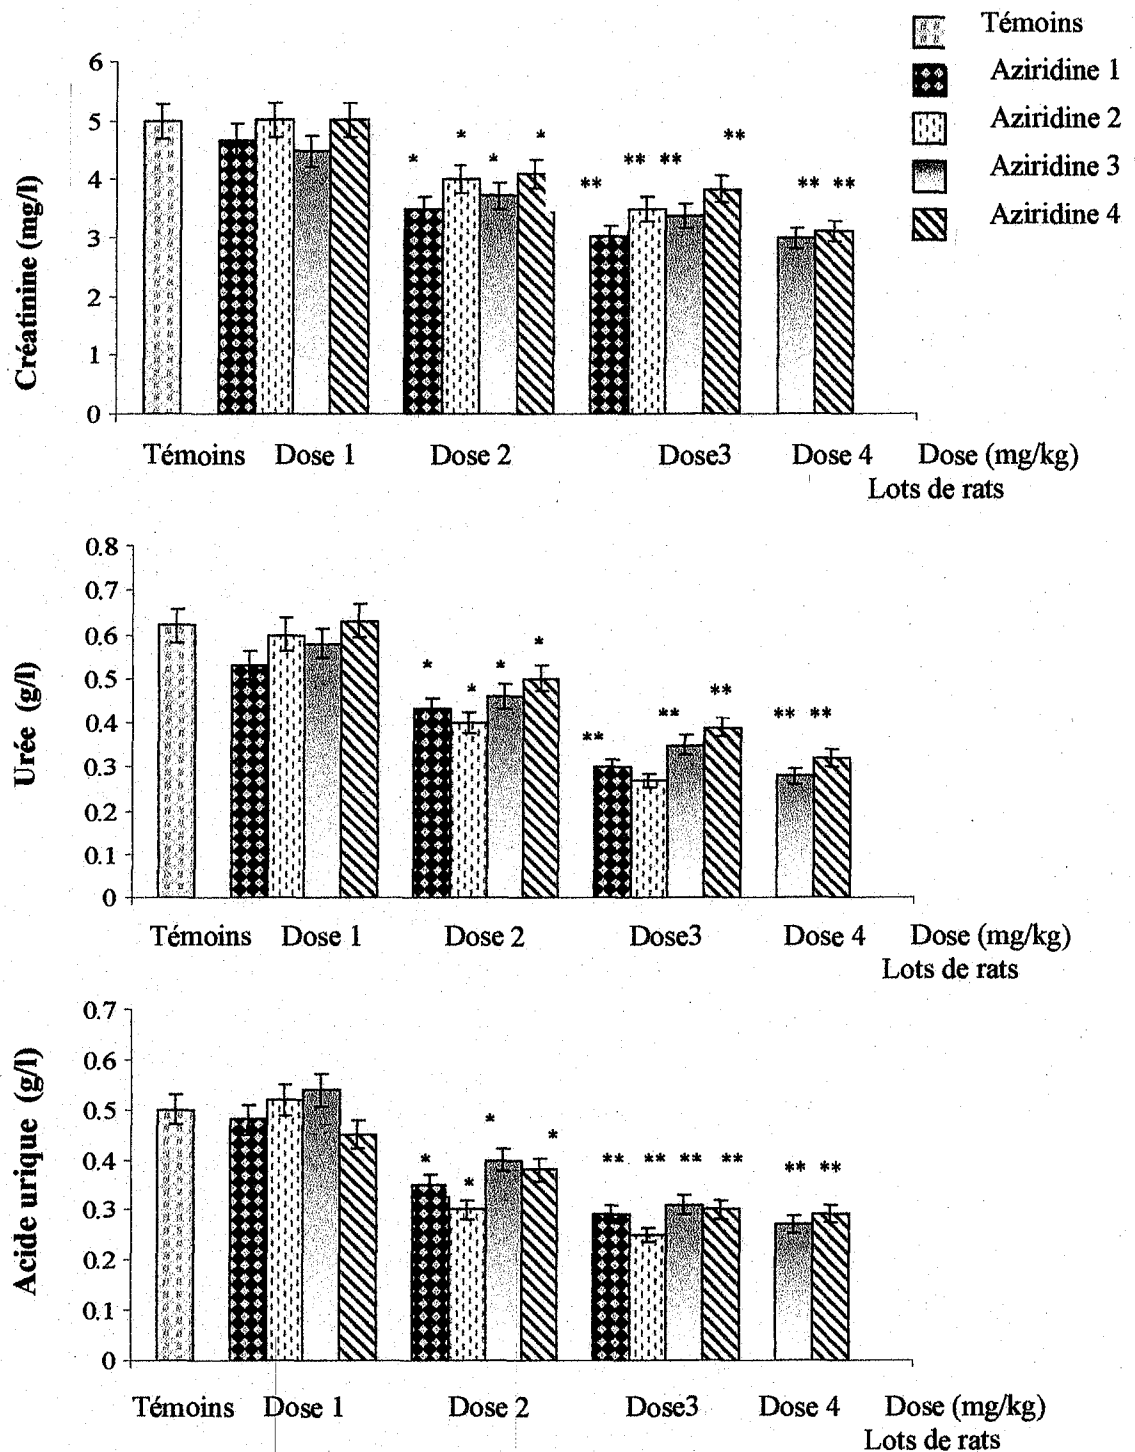 Témoins
Aziridine 1
Aziridine 2
Aziridine 3
Aziridine 4
Créatinine (mg/l)
6
5
4
3
2
1
0
* * * *
** ** ** **
** **
Témoins Dose 1 Dose 2 Dose3 Dose 4 Dose (mg/kg)
Lots de rats
Urée (g/l)
0.8
0.7
0.6
0.5
0.4
0.3
0.2
0.1
0
* * * *
** ** **
** **
Témoins Dose 1 Dose 2 Dose3 Dose 4 Dose (mg/kg)
Lots de rats
Acide urique (g/l)
0.7
0.6
0.5
0.4
0.3
0.2
0.1
0
* * * *
** ** ** **
** **
Témoins Dose 1 Dose 2 Dose3 Dose 4 Dose (mg/kg)
Lots de rats